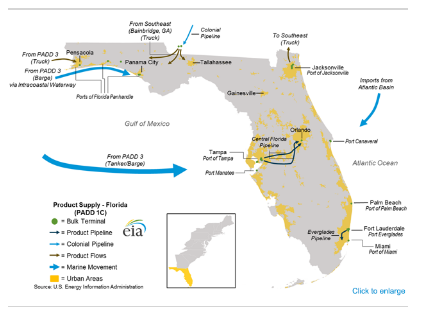 From Southeast
(Bainbridge, GA)
(Truck)
Colonial
Pipeline
To Southeast
(Truck)
From PADD 3
(Truck)
Pensacola
Panama City
Tallahassee
Jacksonville
Port of Jacksonville
From PADD 3
(Barge)
via Intracoastal Waterway
Ports of Florida Panhandle
Gainesville
Imports from
Atlantic Basin
Gulf of Mexico
Orlando
Central Florida
Pipeline
Port Canaveral
From PADD 3
(Tanker/Barge)
Tampa
Port of Tampa
Port Manatee
Atlantic Ocean
Palm Beach
Port of Palm Beach
Everglades
Pipeline
Fort Lauderdale
Port Everglades
Miami
Port of Miami
Product Supply - Florida
(PADD 1C)
= Bulk Terminal
= Product Pipeline
= Colonial Pipeline
= Product Flows
= Marine Movement
= Urban Areas
eia
Source: U.S. Energy Information Administration
Click to enlarge